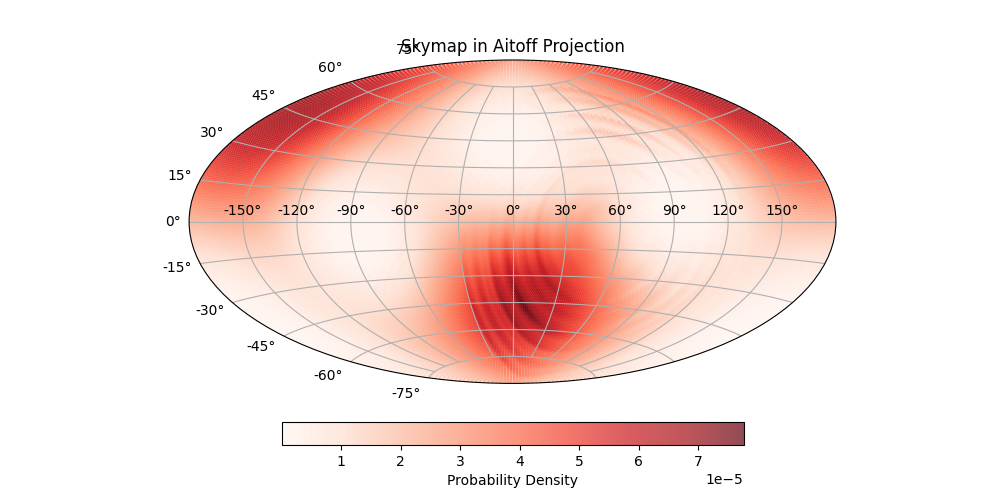 Skymap in Aitoff Projection
75°
60°
45°
30°
15°
-150° -120° -90° -60° -30° 0° 30° 60° 90° 120° 150°
0°
-15°
-30°
-45°
-60°
-75°
1 2 3 4 5 6 7
1e−5
Probability Density